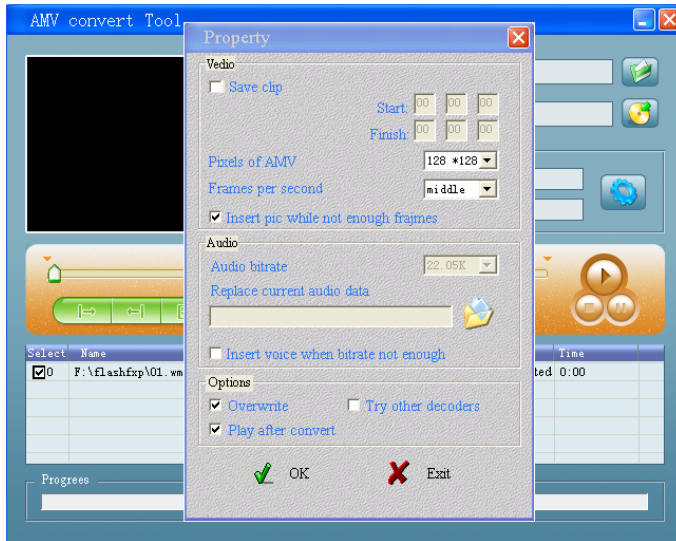 AMV convert Tool
Property
Vedio
Save clip
Start: 00 00 00
Finish: 00 00 00
Pixels of AMV 128 *128
Frames per second middle
Insert pic while not enough frajmes
Audio
Audio bitrate 22.05K
Replace current audio data
Insert voice when bitrate not enough
Select Name Time
0 F:\flashfxp\01.wm ted 0:00
Options
Overwrite Try other decoders
Play after convert
OK Exit
Progrees